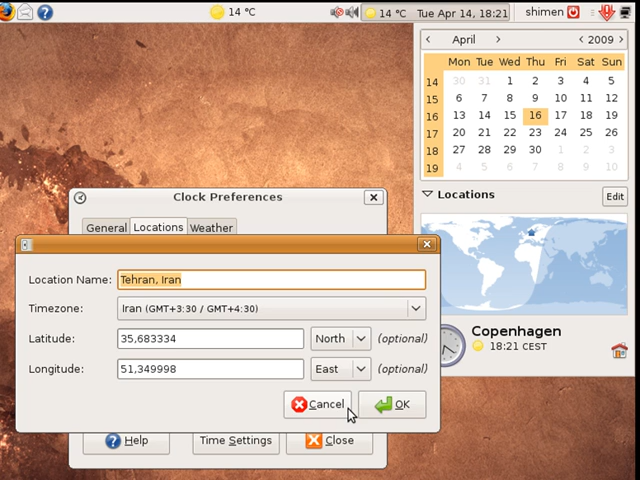 14 °C
14 °C Tue Apr 14, 18:21
shimen
April 2009
Mon Tue Wed Thu Fri Sat Sun
14 30 31 1 2 3 4 5
15 6 7 8 9 10 11 12
16 13 14 15 16 17 18 19
17 20 21 22 23 24 25 26
18 27 28 29 30 1 2 3
19 4 5 6 7 8 9 10
Locations
Edit
Copenhagen
18:21 CEST
Clock Preferences
General Locations Weather
Location Name: Tehran, Iran
Timezone: Iran (GMT+3:30 / GMT+4:30)
Latitude: 35,683334 North (optional)
Longitude: 51,349998 East (optional)
Cancel OK
Help Time Settings Close